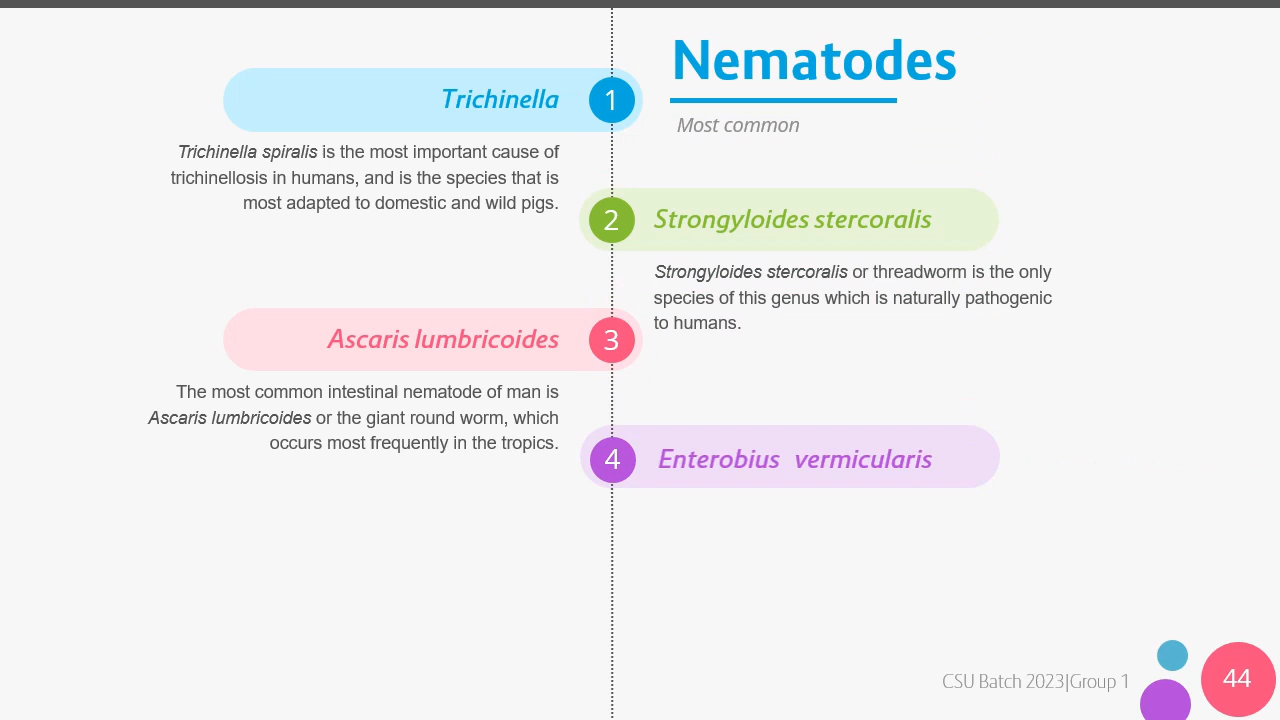 Nematodes
Most common
Trichinella
1
Trichinella spiralis is the most important cause of
trichinellosis in humans, and is the species that is
most adapted to domestic and wild pigs.
2
Strongyloides stercoralis
Strongyloides stercoralis or threadworm is the only
species of this genus which is naturally pathogenic
to humans.
Ascaris lumbricoides
3
The most common intestinal nematode of man is
Ascaris lumbricoides or the giant round worm, which
occurs most frequently in the tropics.
4
Enterobius vermicularis
CSU Batch 2023|Group 1
44